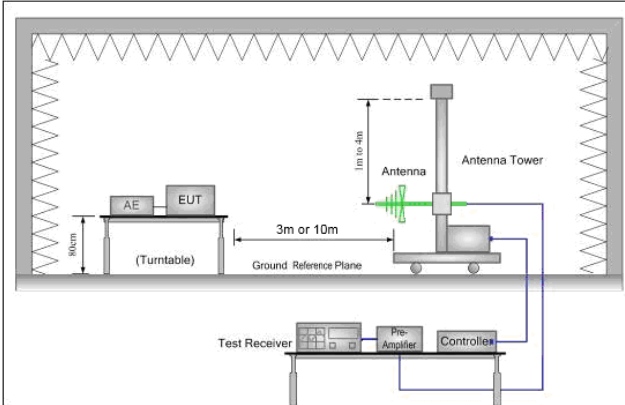 1m to 4m
Antenna
Antenna Tower
AE
EUT
80cm
(Turntable)
3m or 10m
Ground Reference Plane
Test Receiver
Pre-
Amplifier
Controller